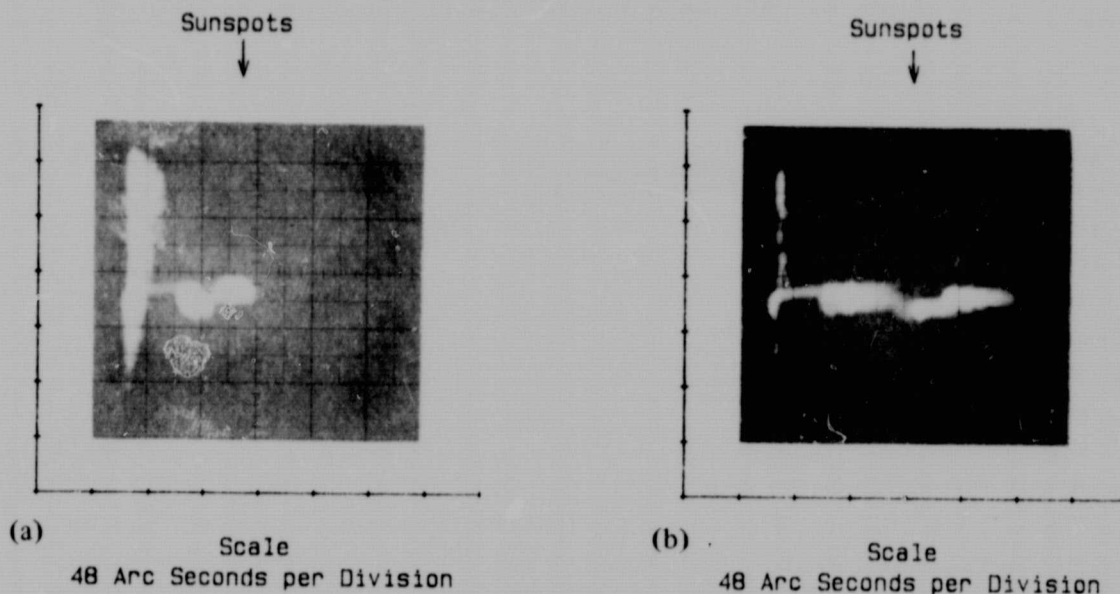 Sunspots
(a)
Scale
48 Arc Seconds per Division
Sunspots
(b)
Scale
48 Arc Seconds per Division